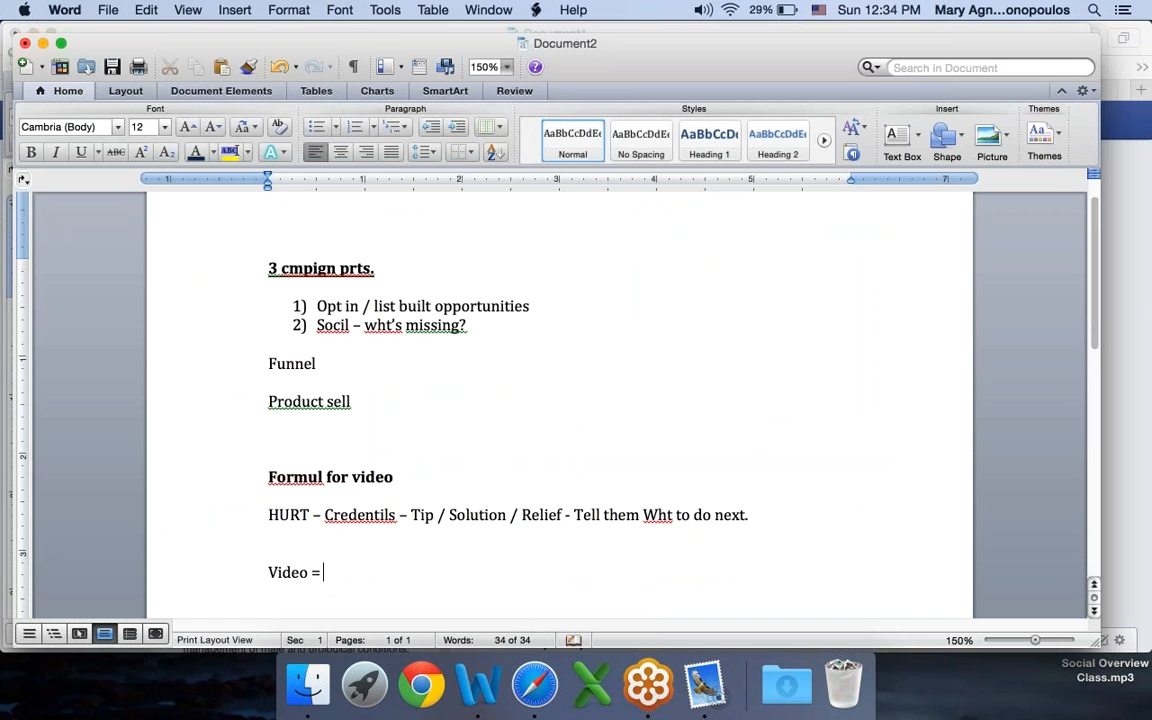 Word File Edit View Insert Format Font Tools Table Window Help 29% Sun 12:34 PM Mary Agn...onopoulos
Document2
150% Search in Document
Home Layout Document Elements Tables Charts SmartArt Review
Font Paragraph Styles Insert Themes
Cambria (Body) 12 AaBbCcDdEe AaBbCcDdEe AaBbCcDc AaBbCcDdEe
Normal No Spacing Heading 1 Heading 2 Text Box Shape Picture Themes
3 cmpign prts.
1) Opt in / list built opportunities
2) Socil – wht's missing?
Funnel
Product sell
Formul for video
HURT – Credentils – Tip / Solution / Relief - Tell them Wht to do next.
Video =
Print Layout View Sec 1 Pages: 1 of 1 Words: 34 of 34 150%
Social Overview
Class.mp3